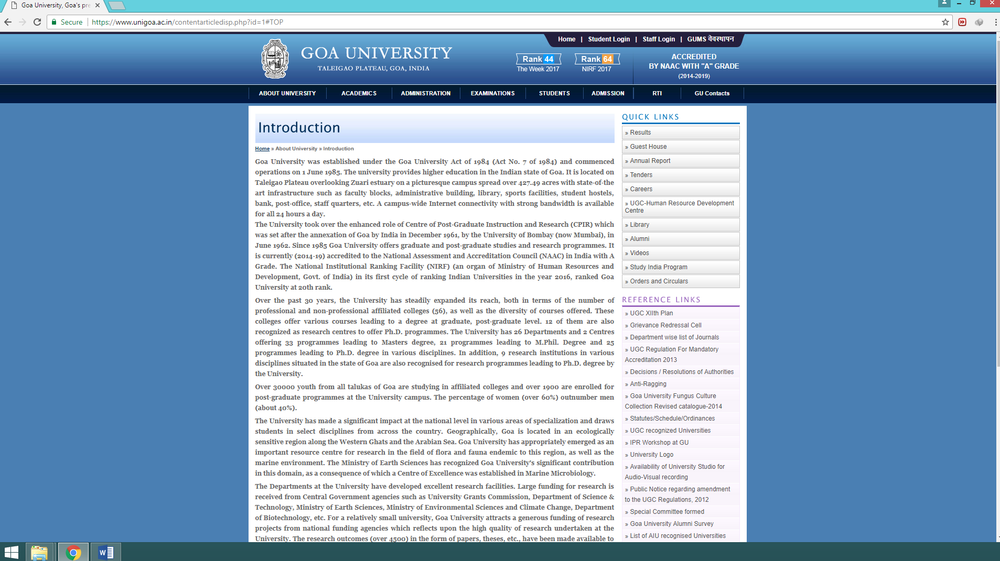 Goa University, Goa's pre
Secure https://www.unigoa.ac.in/contentarticledisp.php?id=1#TOP
Home | Student Login | Staff Login | GUMS वेवस्थापन
GOA UNIVERSITY
TALEIGAO PLATEAU, GOA, INDIA
Rank 44
The Week 2017
Rank 64
NIRF 2017
ACCREDITED
BY NAAC WITH "A" GRADE
(2014-2019)
ABOUT UNIVERSITY ACADEMICS ADMINISTRATION EXAMINATIONS STUDENTS ADMISSION RTI GU Contacts
Introduction
Home » About University » Introduction
Goa University was established under the Goa University Act of 1984 (Act No. 7 of 1984) and commenced
operations on 1 June 1985. The university provides higher education in the Indian state of Goa. It is located on
Taleigao Plateau overlooking Zuari estuary on a picturesque campus spread over 427.49 acres with state-of-the
art infrastructure such as faculty blocks, administrative building, library, sports facilities, student hostels,
bank, post-office, staff quarters, etc. A campus-wide Internet connectivity with strong bandwidth is available
for all 24 hours a day.
The University took over the enhanced role of Centre of Post-Graduate Instruction and Research (CPIR) which
was set after the annexation of Goa by India in December 1961, by the University of Bombay (now Mumbai), in
June 1962. Since 1985 Goa University offers graduate and post-graduate studies and research programmes. It
is currently (2014-19) accredited to the National Assessment and Accreditation Council (NAAC) in India with A
Grade. The National Institutional Ranking Facility (NIRF) (an organ of Ministry of Human Resources and
Development, Govt. of India) in its first cycle of ranking Indian Universities in the year 2016, ranked Goa
University at 20th rank.
Over the past 30 years, the University has steadily expanded its reach, both in terms of the number of
professional and non-professional affiliated colleges (56), as well as the diversity of courses offered. These
colleges offer various courses leading to a degree at graduate, post-graduate level. 12 of them are also
recognized as research centres to offer Ph.D. programmes. The University has 26 Departments and 2 Centres
offering 33 programmes leading to Masters degree, 21 programmes leading to M.Phil. Degree and 25
programmes leading to Ph.D. degree in various disciplines. In addition, 9 research institutions in various
disciplines situated in the state of Goa are also recognised for research programmes leading to Ph.D. degree by
the University.
Over 30000 youth from all talukas of Goa are studying in affiliated colleges and over 1900 are enrolled for
post-graduate programmes at the University campus. The percentage of women (over 60%) outnumber men
(about 40%).
The University has made a significant impact at the national level in various areas of specialization and draws
students in select disciplines from across the country. Geographically, Goa is located in an ecologically
sensitive region along the Western Ghats and the Arabian Sea. Goa University has appropriately emerged as an
important resource centre for research in the field of flora and fauna endemic to this region, as well as the
marine environment. The Ministry of Earth Sciences has recognized Goa University's significant contribution
in this domain, as a consequence of which a Centre of Excellence was established in Marine Microbiology.
The Departments at the University have developed excellent research facilities. Large funding for research is
received from Central Government agencies such as University Grants Commission, Department of Science &
Technology, Ministry of Earth Sciences, Ministry of Environmental Sciences and Climate Change, Department
of Biotechnology, etc. For a relatively small university, Goa University attracts a generous funding of research
projects from national funding agencies which reflects upon the high quality of research undertaken at the
University. The research outcomes (over 4500) in the form of papers, theses, etc., have been made available to
QUICK LINKS
» Results
» Guest House
» Annual Report
» Tenders
» Careers
» UGC-Human Resource Development
Centre
» Library
» Alumni
» Videos
» Study India Program
» Orders and Circulars
REFERENCE LINKS
» UGC XIIth Plan
» Grievance Redressal Cell
» Department wise list of Journals
» UGC Regulation For Mandatory
Accreditation 2013
» Decisions / Resolutions of Authorities
» Anti-Ragging
» Goa University Fungus Culture
Collection Revised catalogue-2014
» Statutes/Schedule/Ordinances
» UGC recognized Universities
» IPR Workshop at GU
» University Logo
» Availability of University Studio for
Audio-Visual recording
» Public Notice regarding amendment
to the UGC Regulations, 2012
» Special Committee formed
» Goa University Alumni Survey
» List of AIU recognised Universities